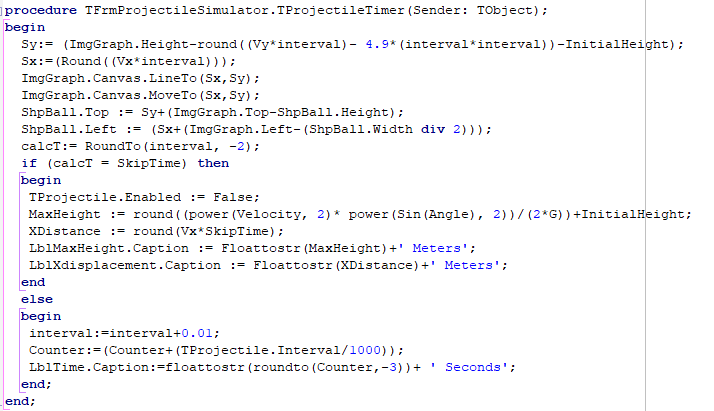 procedure TFrmProjectileSimulator.TProjectileTimer(Sender: TObject);
begin
  Sy:= (ImgGraph.Height-round((Vy*interval)- 4.9*(interval*interval))-InitialHeight);
  Sx:=(Round((Vx*interval)));
  ImgGraph.Canvas.LineTo(Sx,Sy);
  ImgGraph.Canvas.MoveTo(Sx,Sy);
  ShpBall.Top := Sy+(ImgGraph.Top-ShpBall.Height);
  ShpBall.Left := (Sx+(ImgGraph.Left-(ShpBall.Width div 2)));
  calcT:= RoundTo(interval, -2);
  if (calcT = SkipTime) then
  begin
   TProjectile.Enabled := False;
   MaxHeight := round((power(Velocity, 2)* power(Sin(Angle), 2))/(2*G))+InitialHeight;
   XDistance := round(Vx*SkipTime);
   LblMaxHeight.Caption := Floattostr(MaxHeight)+' Meters';
   LblXdisplacement.Caption := Floattostr(XDistance)+' Meters';
  end
  else
  begin
   interval:=interval+0.01;
   Counter:=(Counter+(TProjectile.Interval/1000));
   LblTime.Caption:=floattostr(roundto(Counter,-3))+ ' Seconds';
  end;
end;